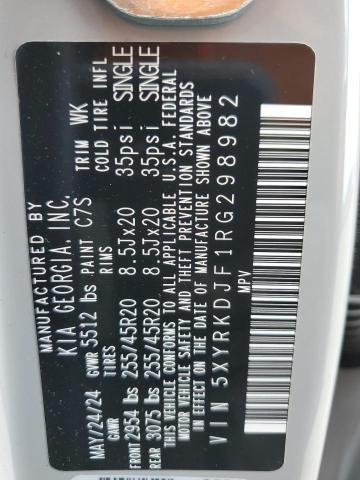 MANUFACTURED BY
KIA GEORGIA, INC.
MAY/24/24 GVWR 5512 lbs PAINT C7S TRIM WK
GAWR TIRES RIMS COLD TIRE INFL
FRONT 2954 lbs 255/45R20 8.5Jx20 35psi SINGLE
REAR 3075 lbs 255/45R20 8.5Jx20 35psi SINGLE
THIS VEHICLE CONFORMS TO ALL APPLICABLE U.S.A. FEDERAL
MOTOR VEHICLE SAFETY AND THEFT PREVENTION STANDARDS
IN EFFECT ON THE DATE OF MANUFACTURE SHOWN ABOVE
VIN 5XYRKDJF1RG298982
MPV